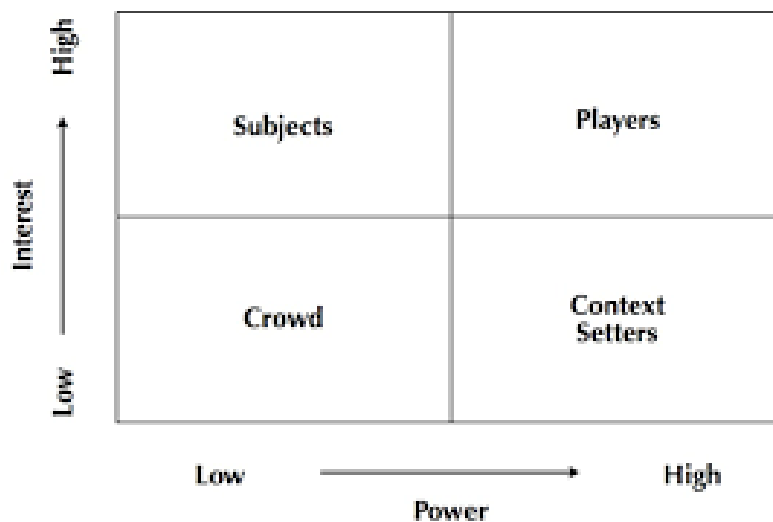 High
Subjects
Players
Interest
Crowd
Context
Setters
Low
Low
High
Power